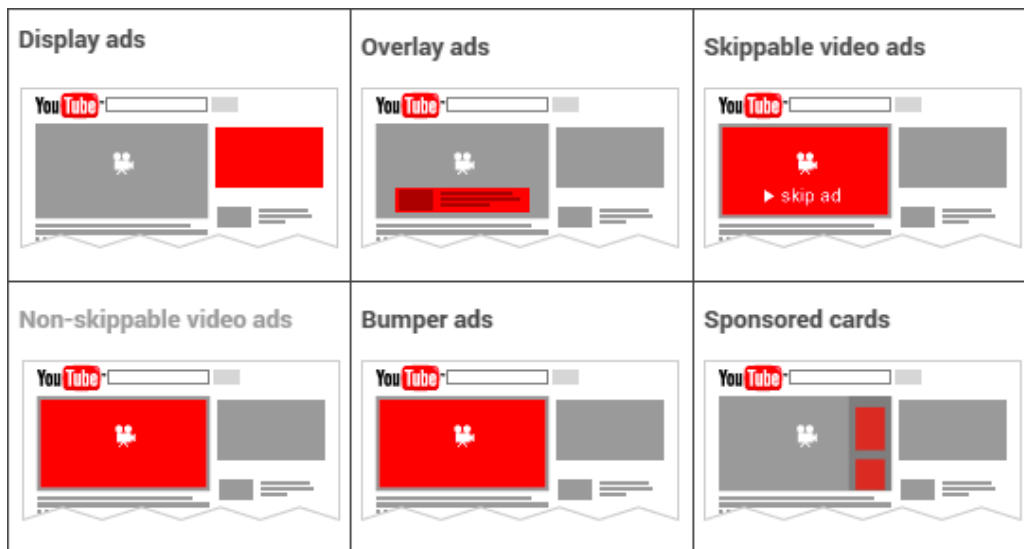 Display ads
Overlay ads
Skippable video ads
YouTube
YouTube
YouTube
skip ad
Non-skippable video ads
Bumper ads
Sponsored cards
YouTube
YouTube
YouTube